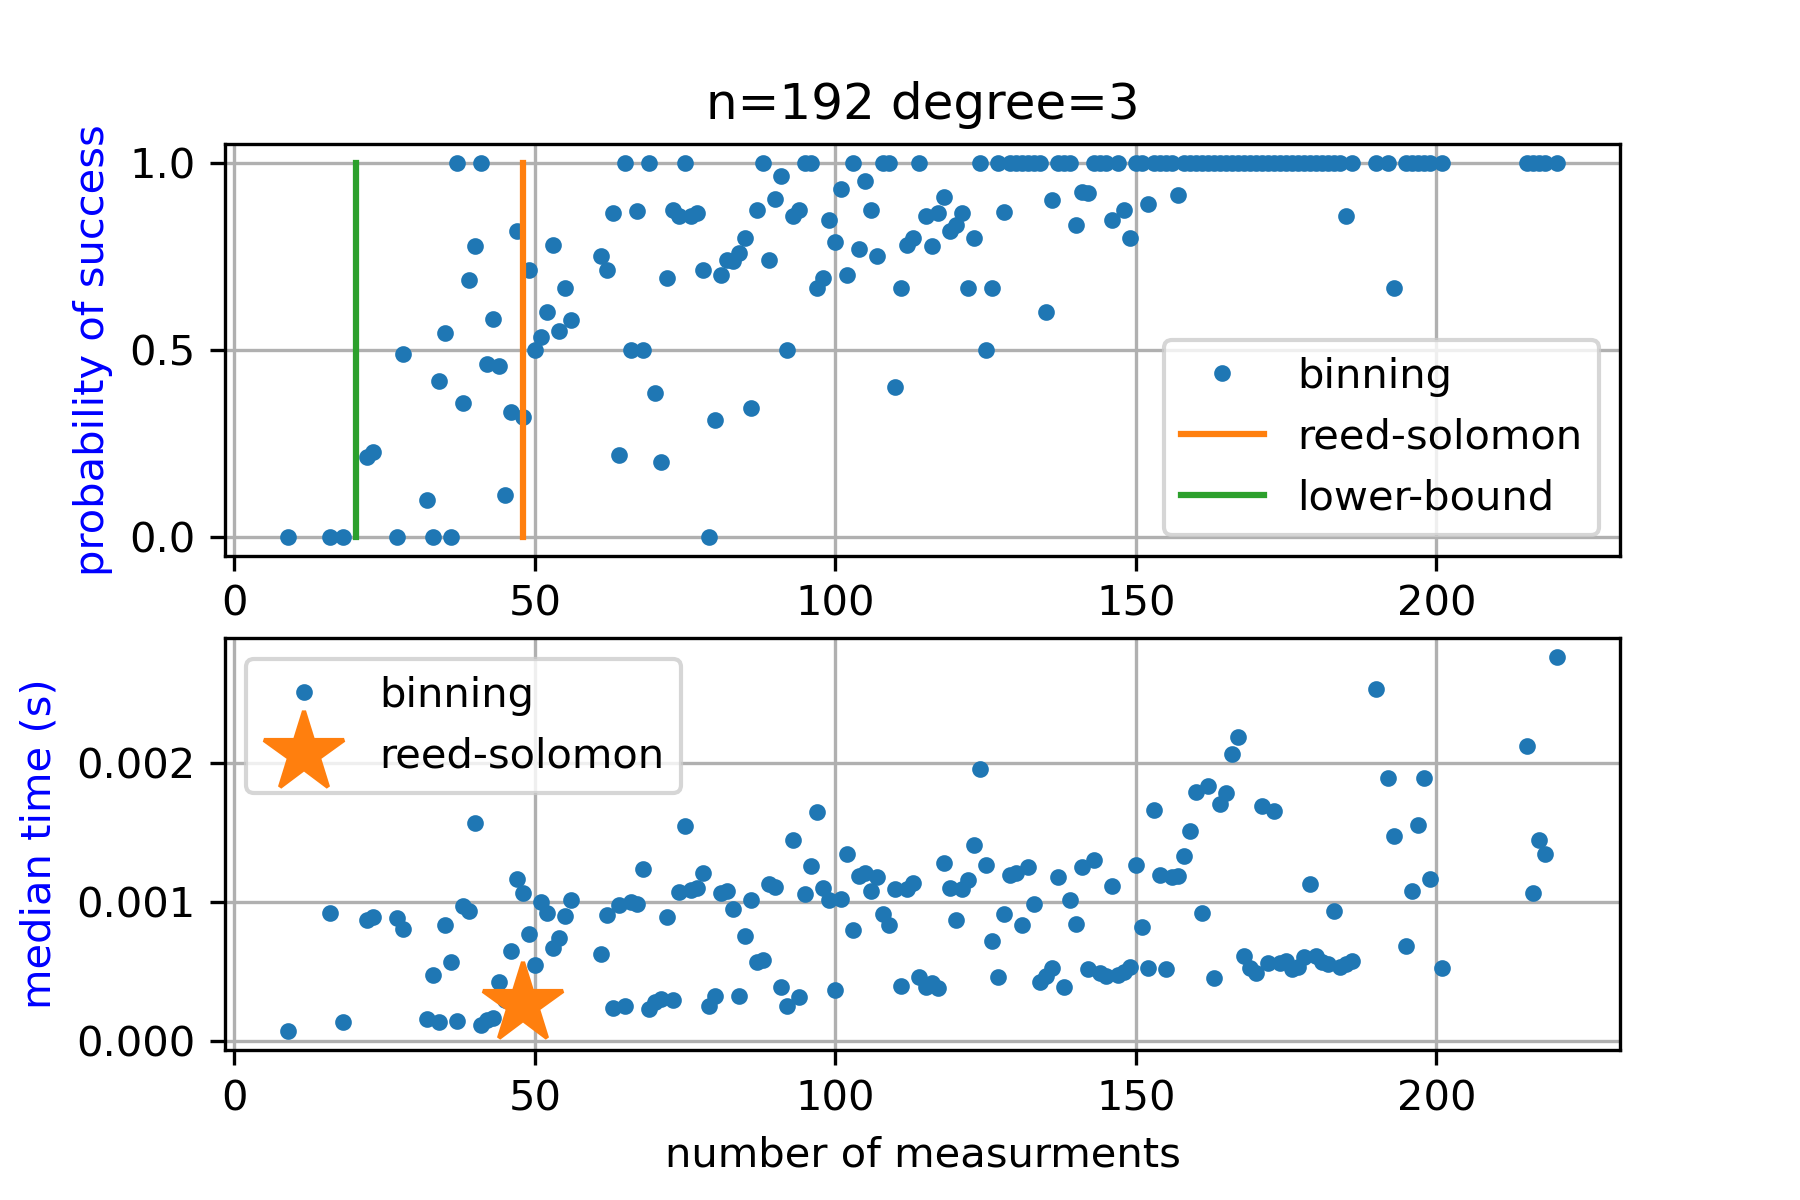 n=192 degree=3
probability of success
1.0
0.5
0.0
binning
reed-solomon
lower-bound
0 50 100 150 200
median time (s)
binning
reed-solomon
0.002
0.001
0.000
0 50 100 150 200
number of measurments